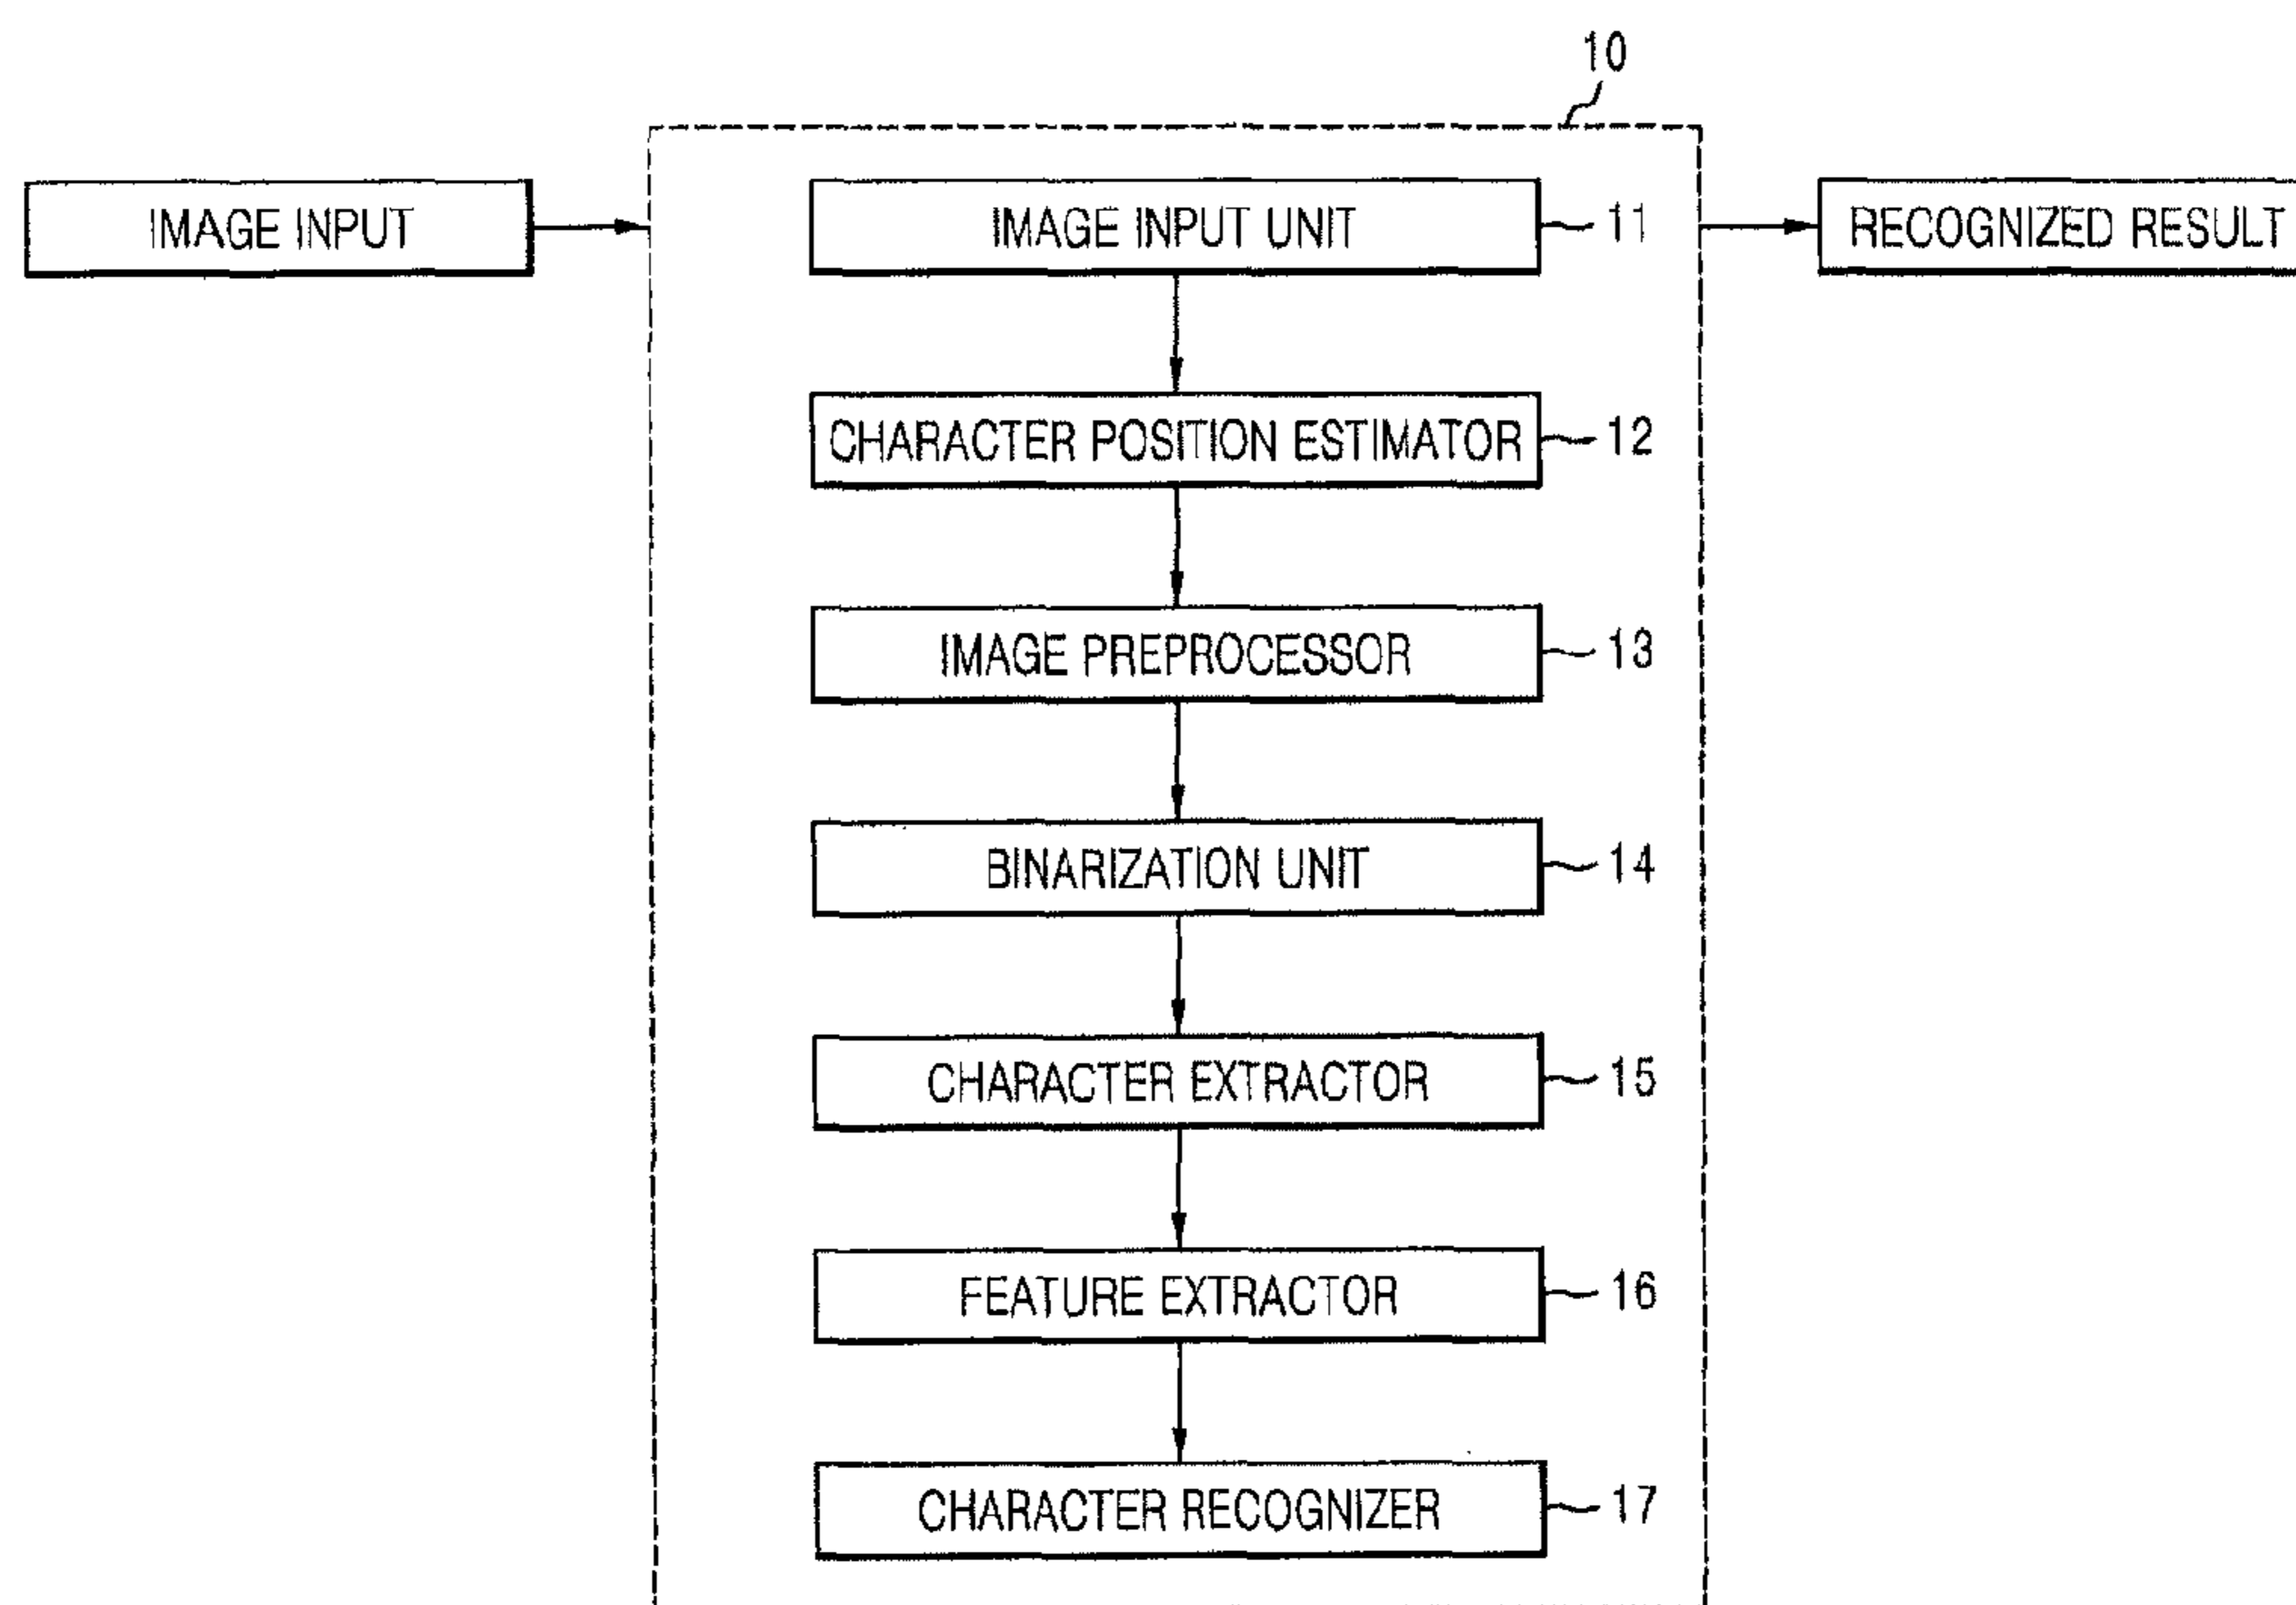 10
IMAGE INPUT
IMAGE INPUT UNIT
11
RECOGNIZED RESULT
CHARACTER POSITION ESTIMATOR
12
IMAGE PREPROCESSOR
13
BINARIZATION UNIT
14
CHARACTER EXTRACTOR
15
FEATURE EXTRACTOR
16
CHARACTER RECOGNIZER
17